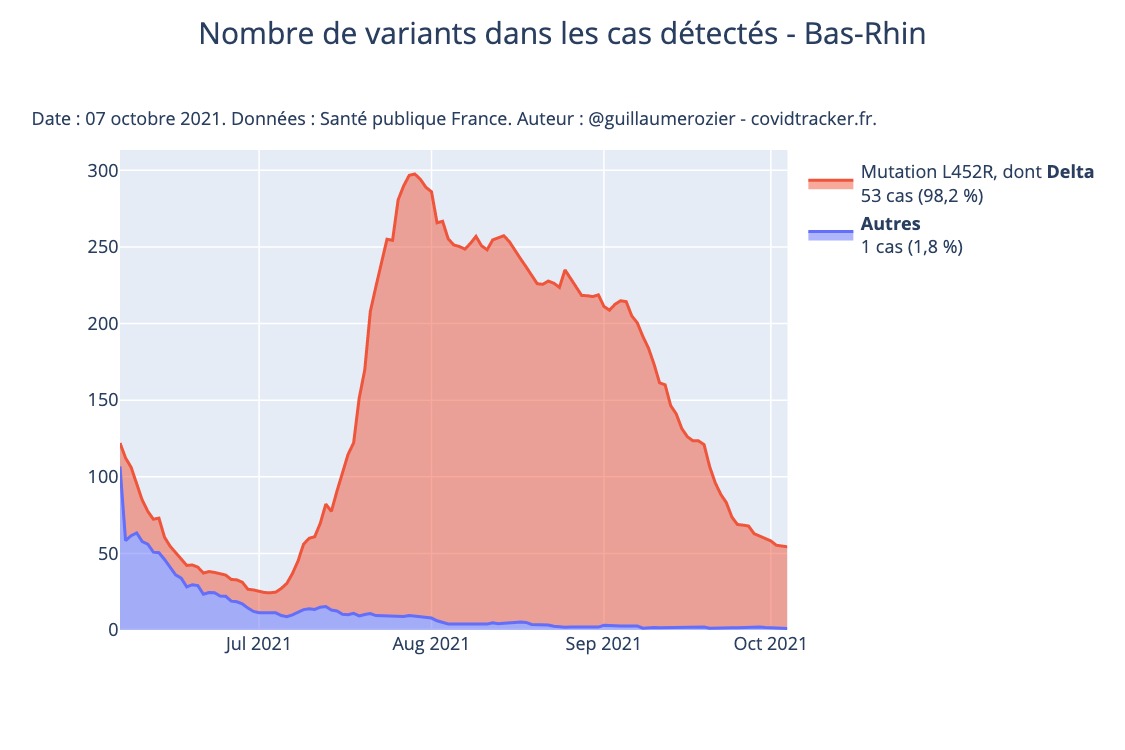 Nombre de variants dans les cas détectés - Bas-Rhin
Date : 07 octobre 2021. Données : Santé publique France. Auteur : @guillaumerozier - covidtracker.fr.
300
250
200
150
100
50
0
Jul 2021
Aug 2021
Sep 2021
Oct 2021
Mutation L452R, dont Delta
53 cas (98,2 %)
Autres
1 cas (1,8 %)